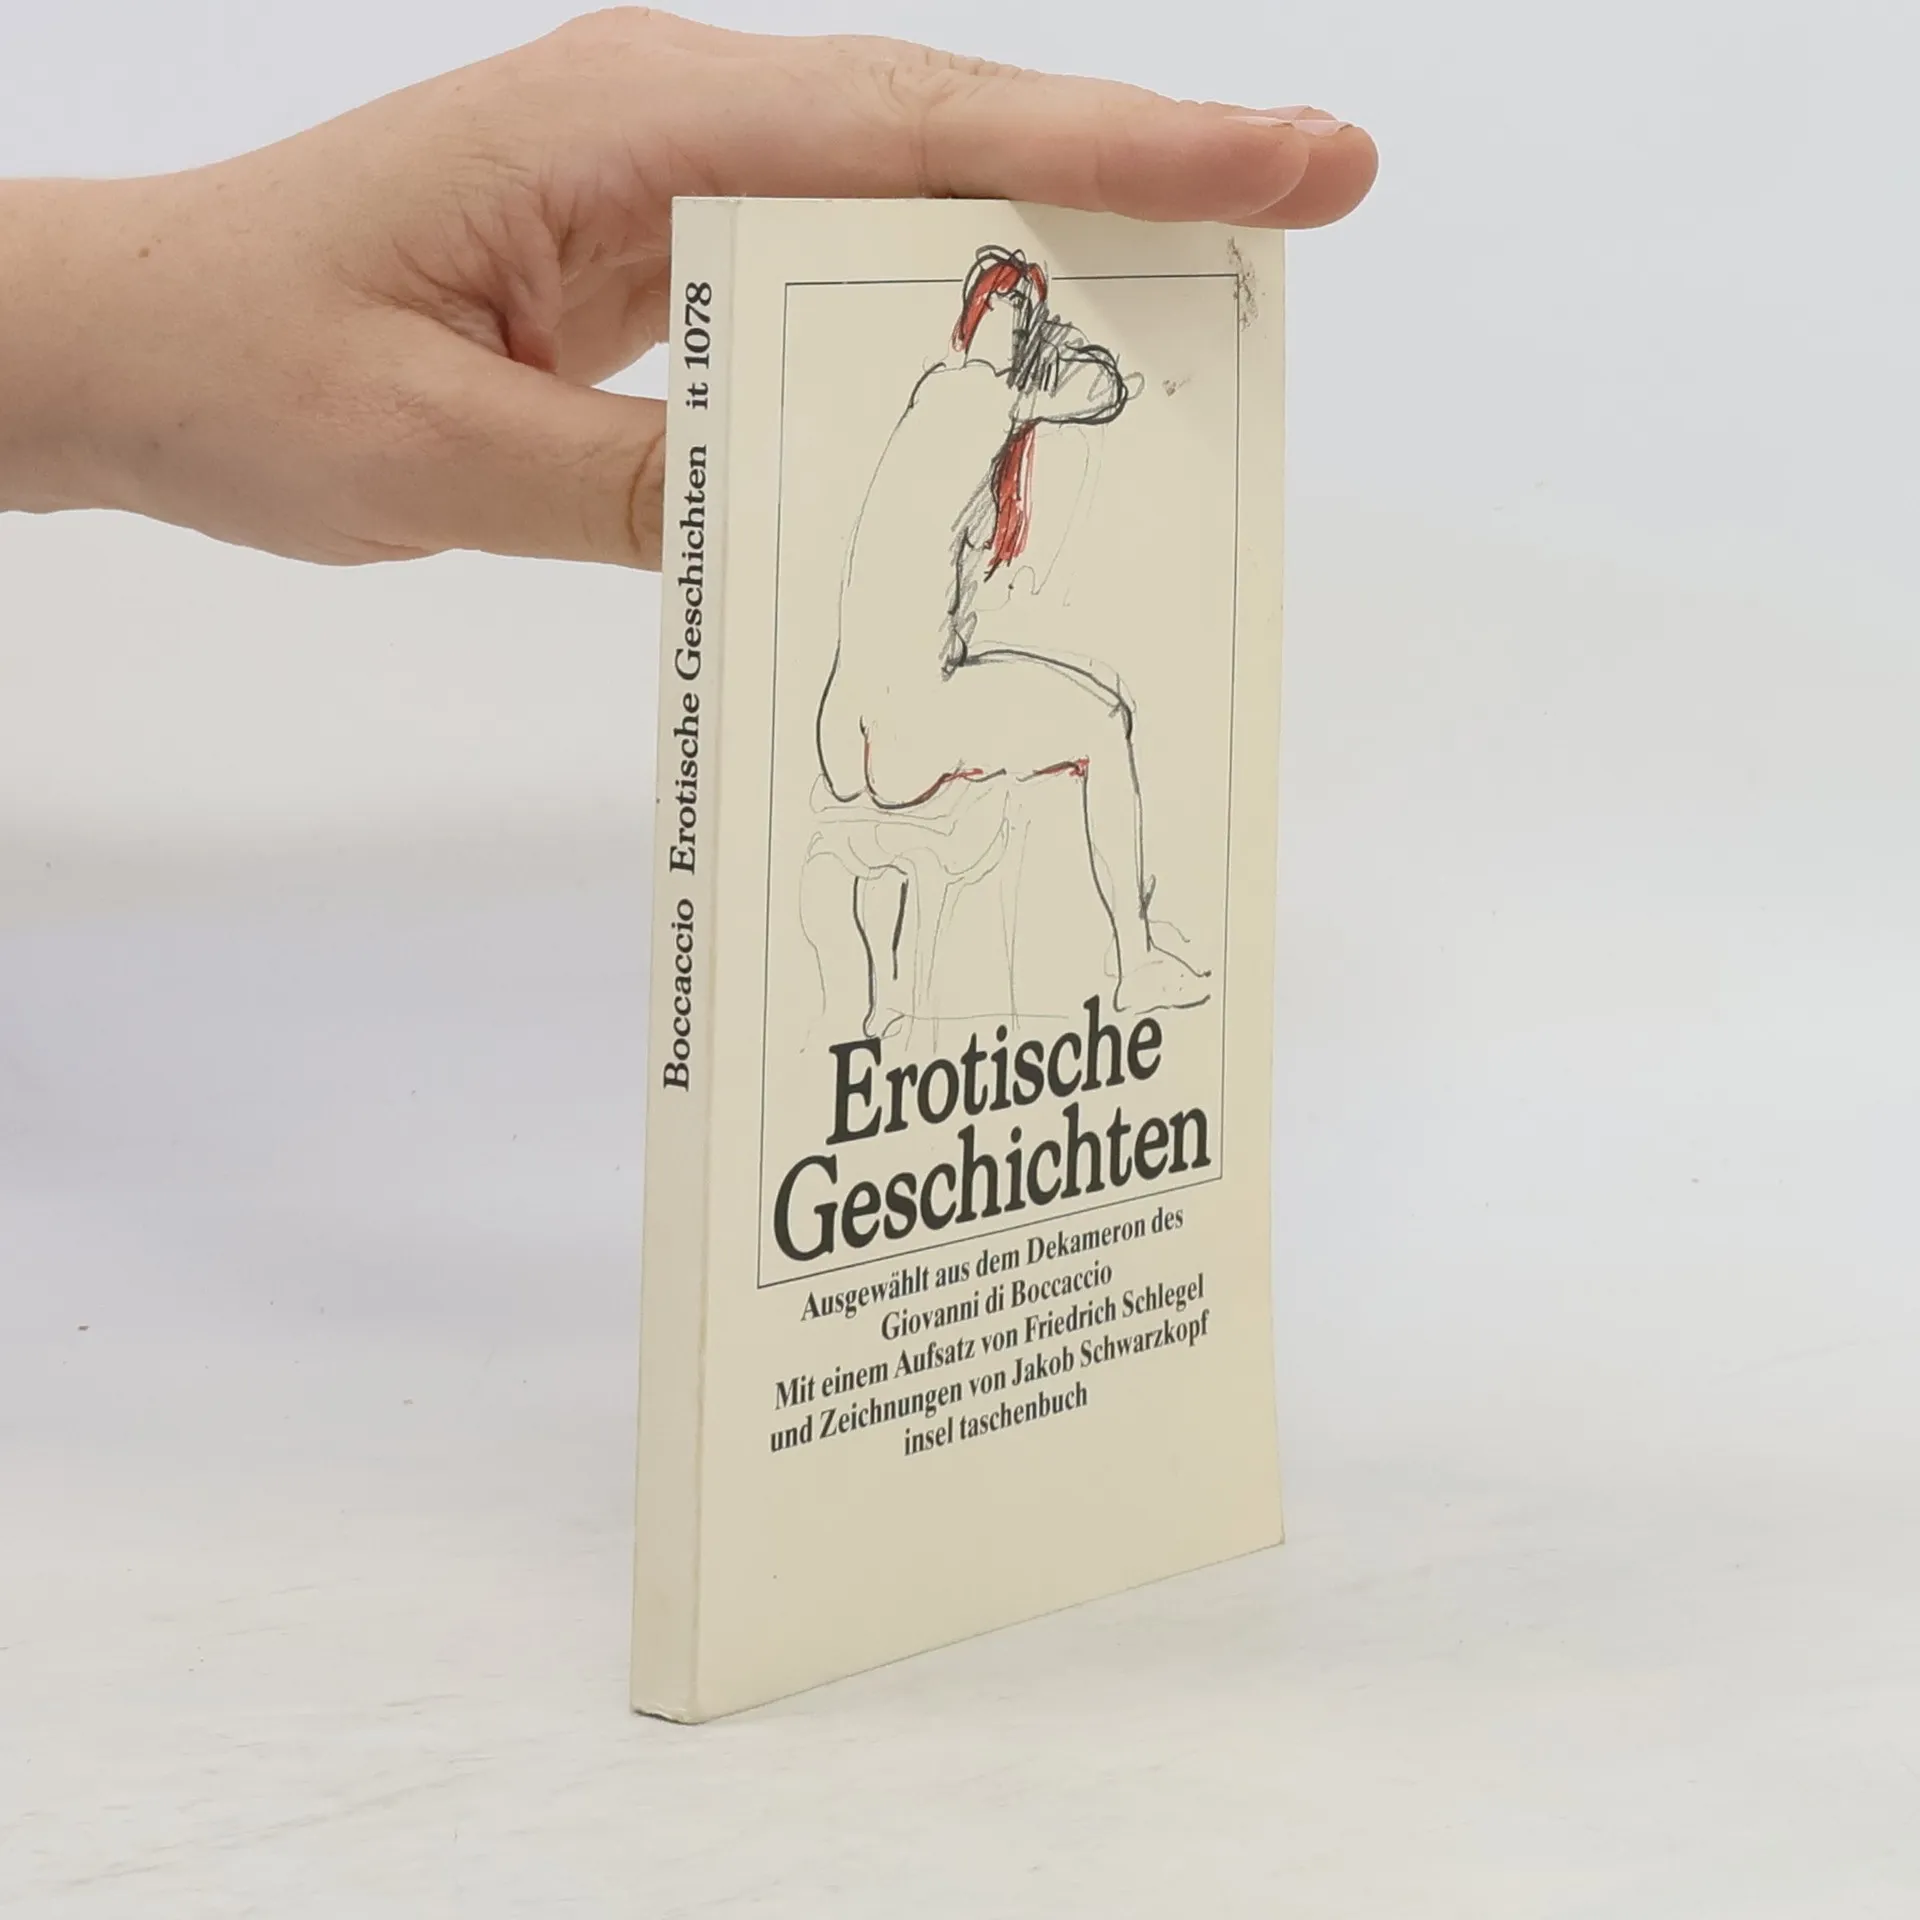 Boccaccio Erotische Geschichten it 1078
Erotische
Geschichten
Ausgewählt aus dem Dekameron des
Giovanni di Boccaccio
Mit einem Aufsatz von Friedrich Schlegel
und Zeichnungen von Jakob Schwarzkopf
insel taschenbuch